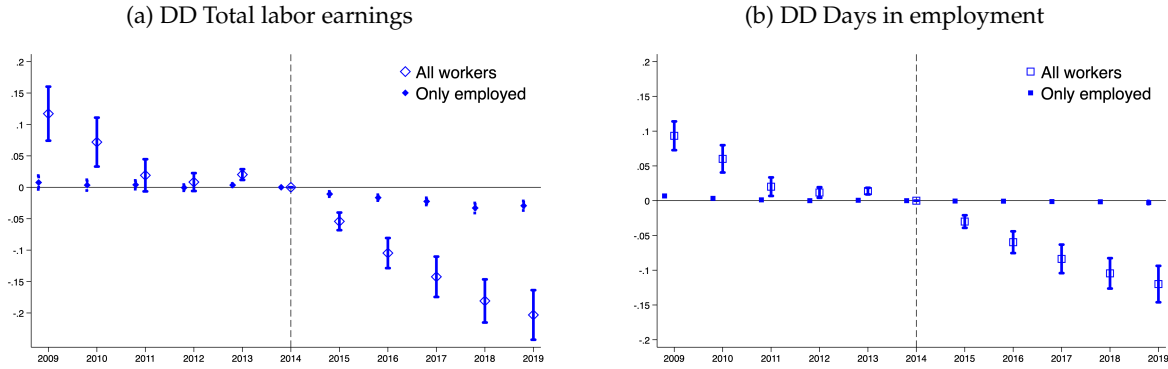 (a) DD Total labor earnings
.2
.15
.1
.05
0
-.05
-.1
-.15
-.2
2009 2010 2011 2012 2013 2014 2015 2016 2017 2018 2019
All workers
Only employed
(b) DD Days in employment
.2
.15
.1
.05
0
-.05
-.1
-.15
-.2
2009 2010 2011 2012 2013 2014 2015 2016 2017 2018 2019
All workers
Only employed